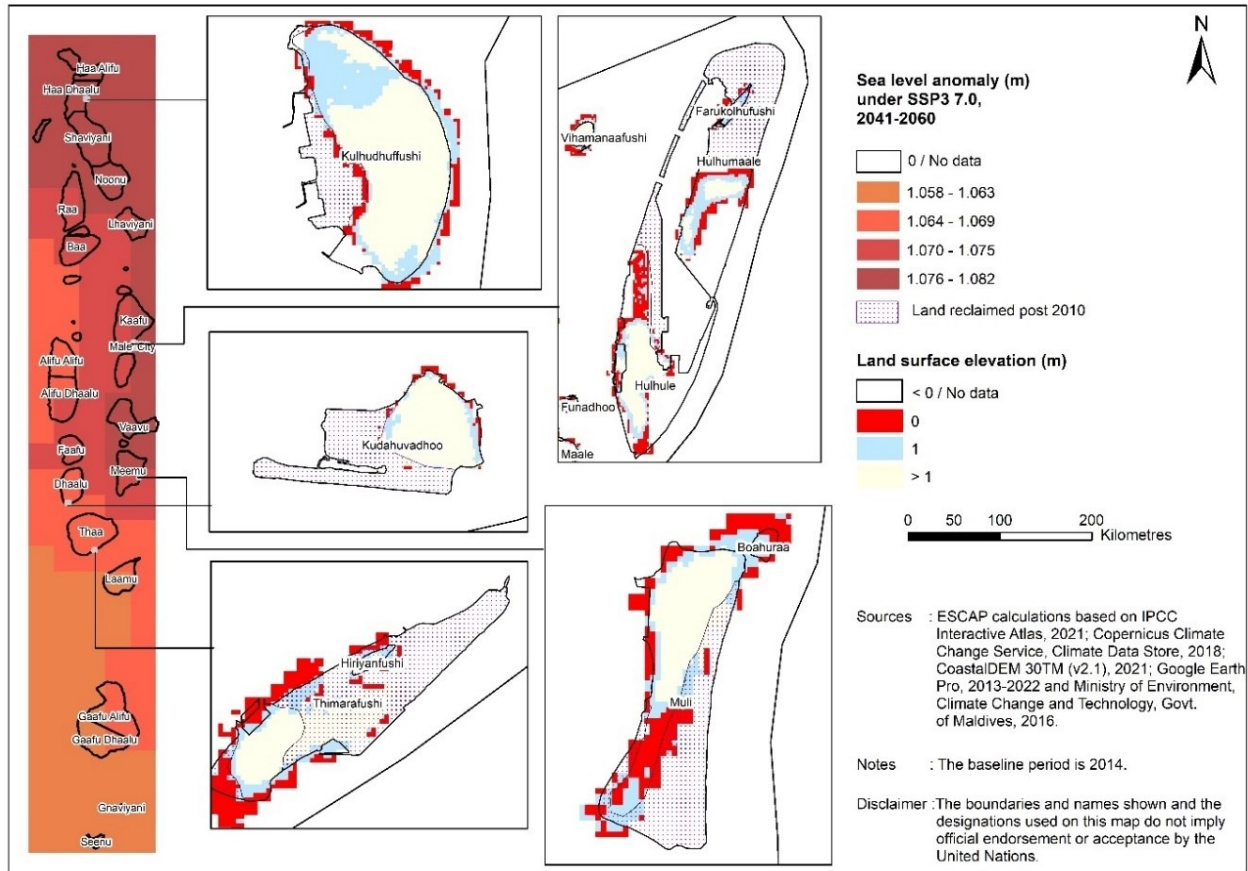 Haa Alifu
Haa Dhaalu
Shaviyani
Noonu
Raa
Lhaviyani
Baa
Kaafu
Male' City
Alifu Alifu
Alifu Dhaalu
Vaavu
Faafu
Meemu
Dhaalu
Thaa
Laamu
Gaafu Alifu
Gaafu Dhaalu
Gnaviyani
Seenu
Kulhudhuffushi
Kudahuvadhoo
Hiriyanfushi
Thimarafushi
Farukolhufushi
Vihamanaafushi
Hulhumaale
Hulhule
Funadhoo
Maale
Boahuraa
Muli
N
Sea level anomaly (m)
under SSP3 7.0,
2041-2060
0 / No data
1.058 - 1.063
1.064 - 1.069
1.070 - 1.075
1.076 - 1.082
Land reclaimed post 2010
Land surface elevation (m)
< 0 / No data
0
1
> 1
0 50 100 200
Kilometres
Sources : ESCAP calculations based on IPCC
Interactive Atlas, 2021; Copernicus Climate
Change Service, Climate Data Store, 2018;
CoastalDEM 30TM (v2.1), 2021; Google Earth
Pro, 2013-2022 and Ministry of Environment,
Climate Change and Technology, Govt.
of Maldives, 2016.
Notes : The baseline period is 2014.
Disclaimer :The boundaries and names shown and the
designations used on this map do not imply
official endorsement or acceptance by the
United Nations.